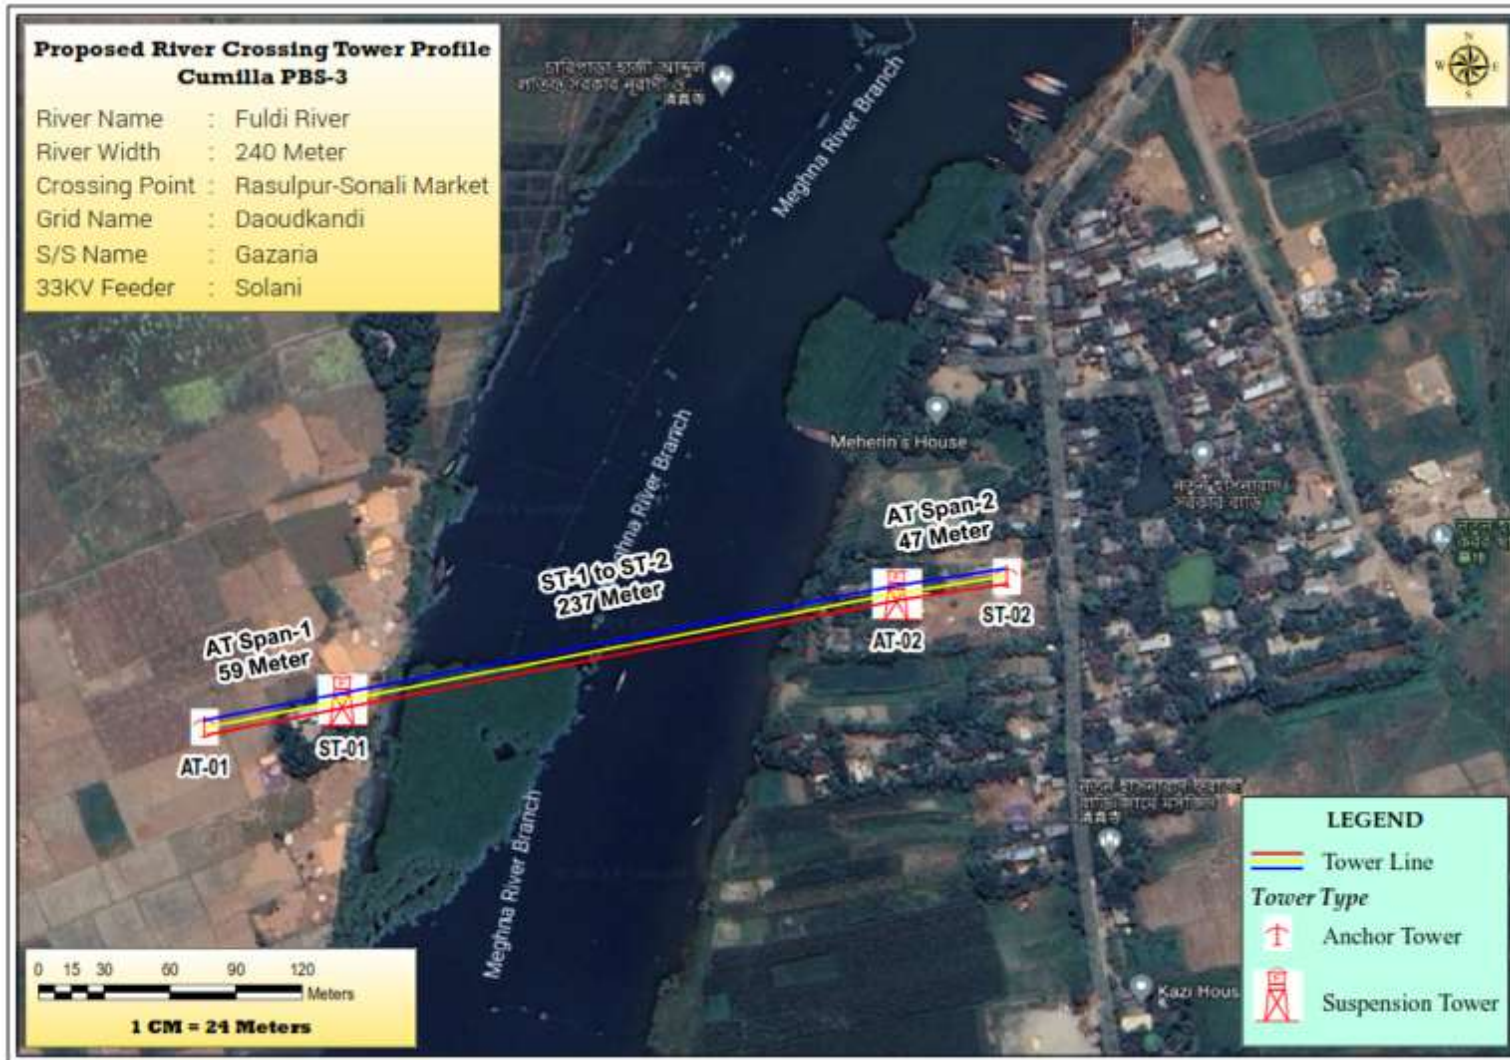 Proposed River Crossing Tower Profile
Cumilla PBS-3
River Name : Fuldi River
River Width : 240 Meter
Crossing Point : Rasulpur-Sonali Market
Grid Name : Daoudkandi
S/S Name : Gazaria
33KV Feeder : Solani
N
W E
S
Meghna River Branch
Meherin's House
Meghna River Branch
AT Span-2
47 Meter
ST-1 to ST-2
237 Meter
ST-02
AT-02
AT Span-1
59 Meter
ST-01
AT-01
Meghna River Branch
Kazi Hous
LEGEND
Tower Line
Tower Type
Anchor Tower
Suspension Tower
0 15 30 60 90 120
Meters
1 CM = 24 Meters